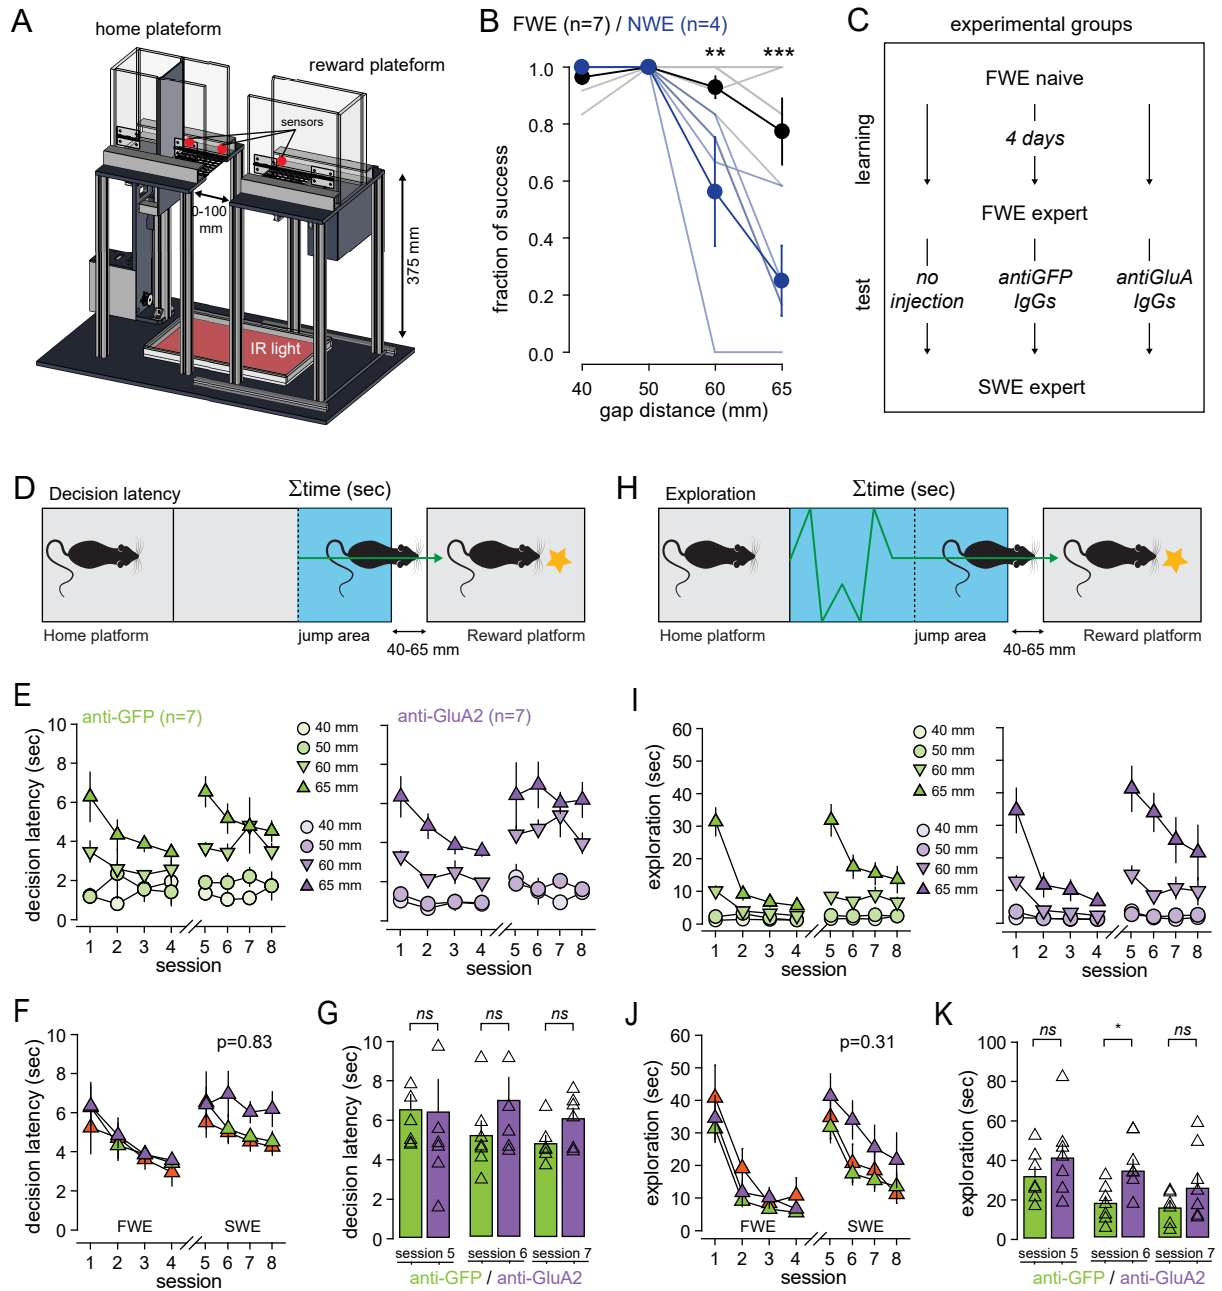 A
home plateform
reward plateform
sensors
0-100
mm
375 mm
IR light
B
FWE (n=7) / NWE (n=4)
**
***
1.0
0.8
0.6
0.4
0.2
0.0
fraction of success
40
50
60
65
gap distance (mm)
C
experimental groups
learning
test
FWE naive
4 days
FWE expert
no
injection
antiGFP
IgGs
antiGluA
IgGs
SWE expert
D
Decision latency
Σtime (sec)
Home platform
jump area
Reward platform
40-65 mm
H
Exploration
Σtime (sec)
Home platform
jump area
Reward platform
40-65 mm
E
anti-GFP (n=7)
anti-GluA2 (n=7)
decision latency (sec)
10
8
6
4
2
0
40 mm
50 mm
60 mm
65 mm
40 mm
50 mm
60 mm
65 mm
1 2 3 4 5 6 7 8
session
1 2 3 4 5 6 7 8
session
I
exploration (sec)
60
50
40
30
20
10
0
40 mm
50 mm
60 mm
65 mm
40 mm
50 mm
60 mm
65 mm
1 2 3 4 5 6 7 8
session
1 2 3 4 5 6 7 8
session
F
decision latency (sec)
10
8
6
4
2
0
p=0.83
FWE
SWE
1 2 3 4 5 6 7 8
session
G
decision latency (sec)
10
8
6
4
2
0
ns
ns
ns
session 5
session 6
session 7
anti-GFP / anti-GluA2
J
exploration (sec)
60
50
40
30
20
10
0
p=0.31
FWE
SWE
1 2 3 4 5 6 7 8
session
K
exploration (sec)
100
80
60
40
20
0
ns
*
ns
session 5
session 6
session 7
anti-GFP / anti-GluA2